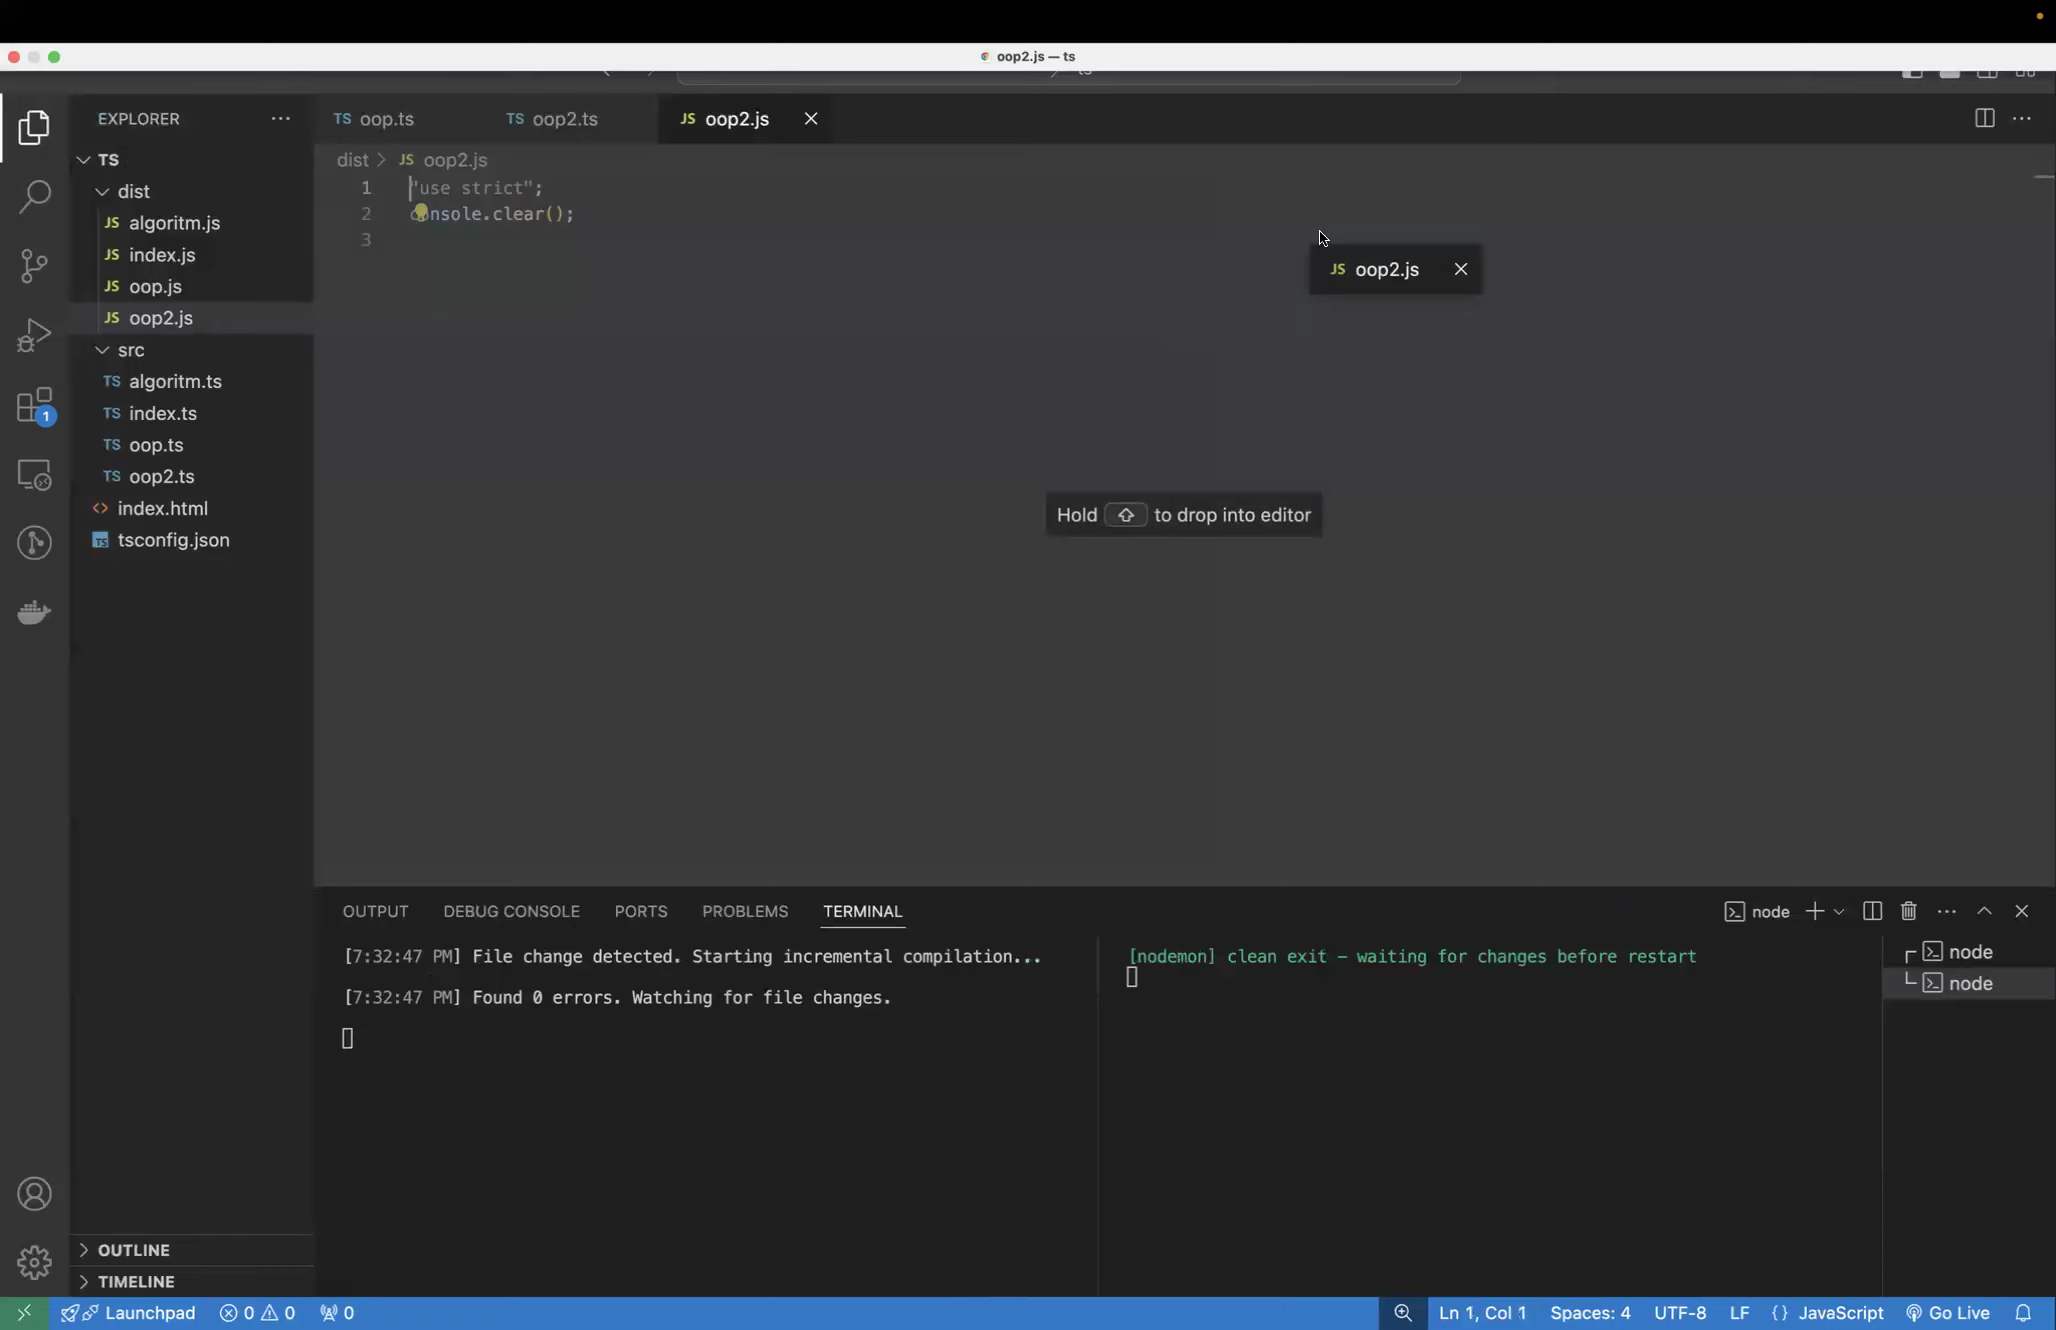 oop2.js — ts
EXPLORER
TS oop.ts
TS oop2.ts
JS oop2.js
TS
dist
JS algoritm.js
JS index.js
JS oop.js
JS oop2.js
src
TS algoritm.ts
TS index.ts
TS oop.ts
TS oop2.ts
<> index.html
TS tsconfig.json
1
OUTLINE
TIMELINE
dist > JS oop2.js
1 "use strict";
2 console.clear();
3
JS oop2.js
Hold ⇧ to drop into editor
OUTPUT DEBUG CONSOLE PORTS PROBLEMS TERMINAL
node
[7:32:47 PM] File change detected. Starting incremental compilation...
[7:32:47 PM] Found 0 errors. Watching for file changes.
[nodemon] clean exit - waiting for changes before restart
node
node
Launchpad 0 0 0 Ln 1, Col 1 Spaces: 4 UTF-8 LF {} JavaScript Go Live